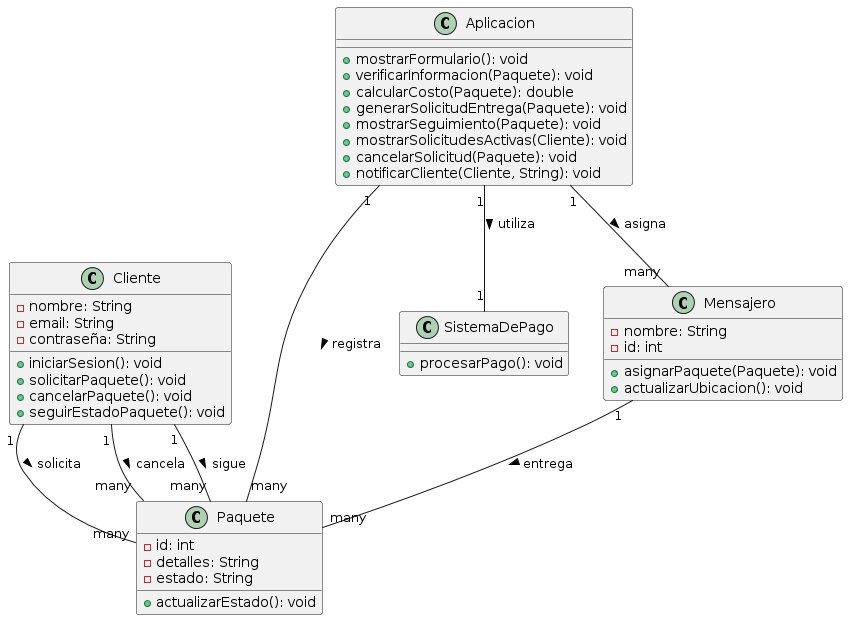 C Aplicacion
mostrarFormulario(): void
verificarInformacion(Paquete): void
calcularCosto(Paquete): double
generarSolicitudEntrega(Paquete): void
mostrarSeguimiento(Paquete): void
mostrarSolicitudesActivas(Cliente): void
cancelarSolicitud(Paquete): void
notificarCliente(Cliente, String): void
1
1
1
utiliza
asigna
many
1
registra
C Cliente
nombre: String
email: String
contraseña: String
iniciarSesion(): void
solicitarPaquete(): void
cancelarPaquete(): void
seguirEstadoPaquete(): void
C SistemaDePago
procesarPago(): void
C Mensajero
nombre: String
id: int
asignarPaquete(Paquete): void
actualizarUbicacion(): void
1
1
1
1
solicita
cancela
sigue
entrega
many
many
many
many
many
C Paquete
id: int
detalles: String
estado: String
actualizarEstado(): void